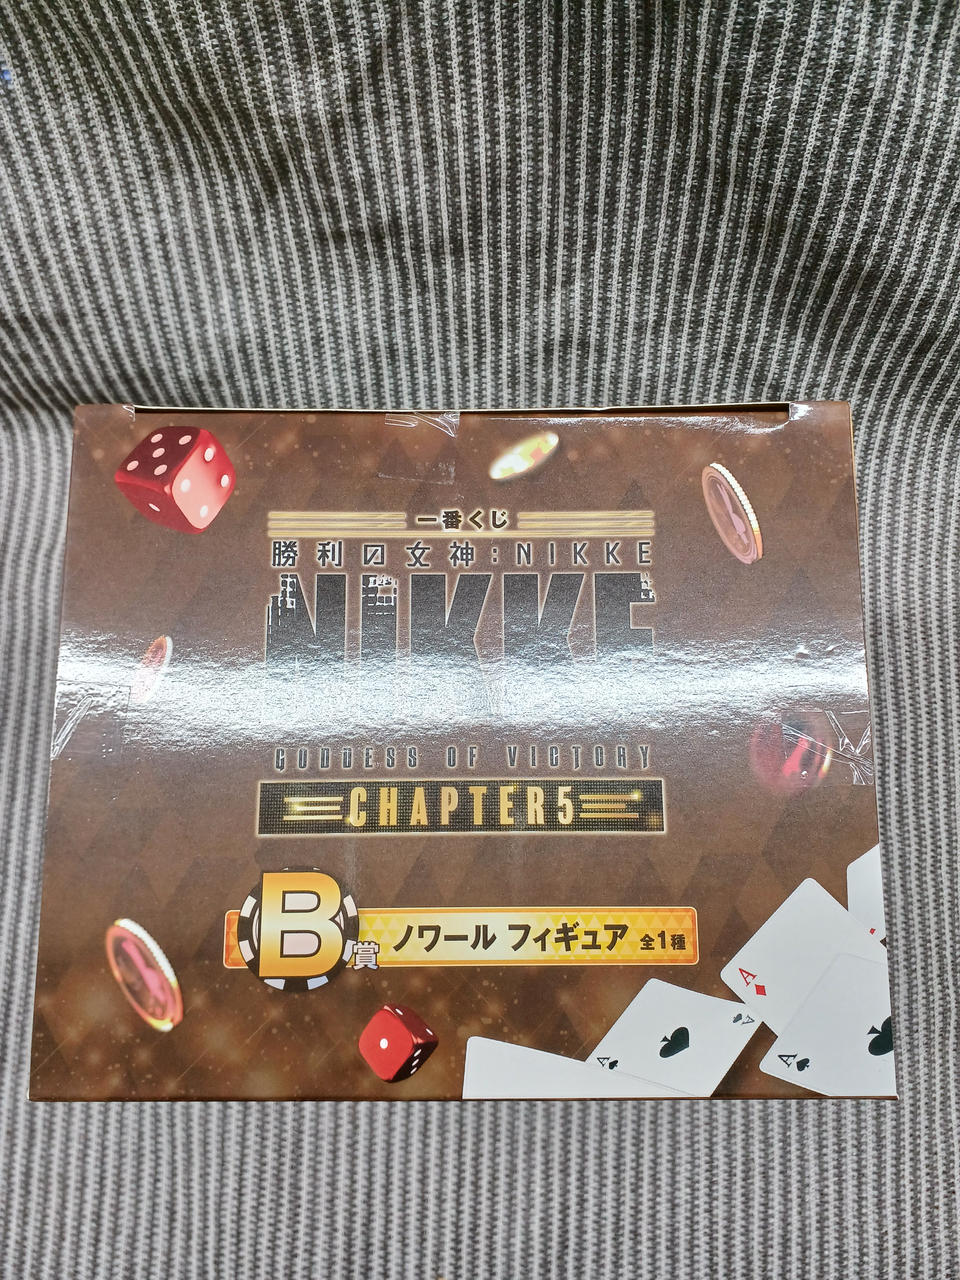 一番くじ
勝利の女神:NIKKE
NIKKE
GODDESS OF VICTORY
CHAPTER5
B賞 ノワール フィギュア 全1種
A
A
A
A